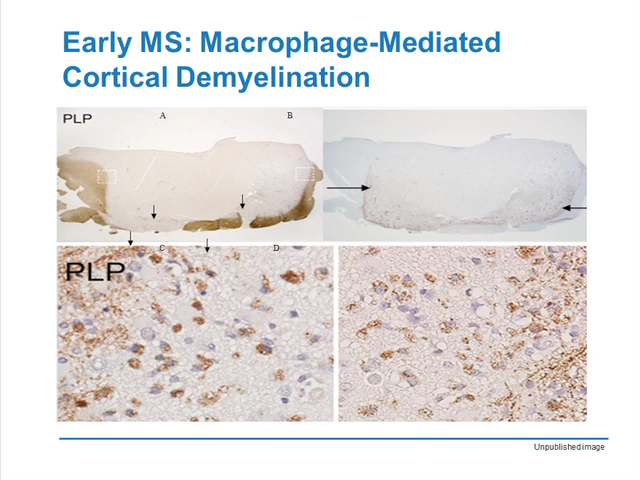 Early MS: Macrophage-Mediated
Cortical Demyelination
PLP
A
B
C
D
PLP
Unpublished image